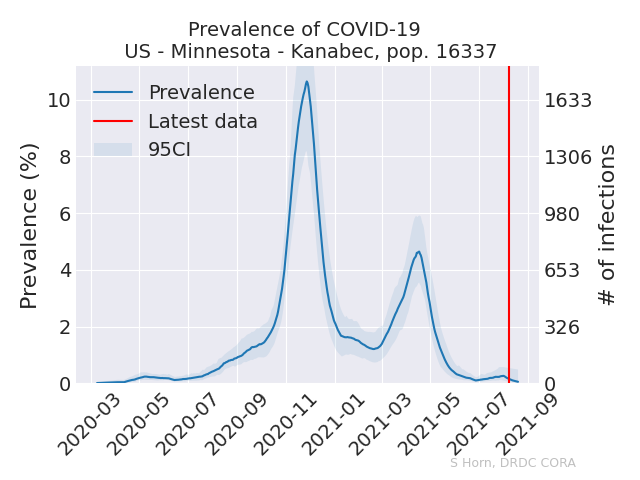 Prevalence of COVID-19
US - Minnesota - Kanabec, pop. 16337
Prevalence
Latest data
95CI
Prevalence (%)
10
8
6
4
2
0
# of infections
1633
1306
980
653
326
0
2020-03
2020-05
2020-07
2020-09
2020-11
2021-01
2021-03
2021-05
2021-07
2021-09
S Horn, DRDC CORA